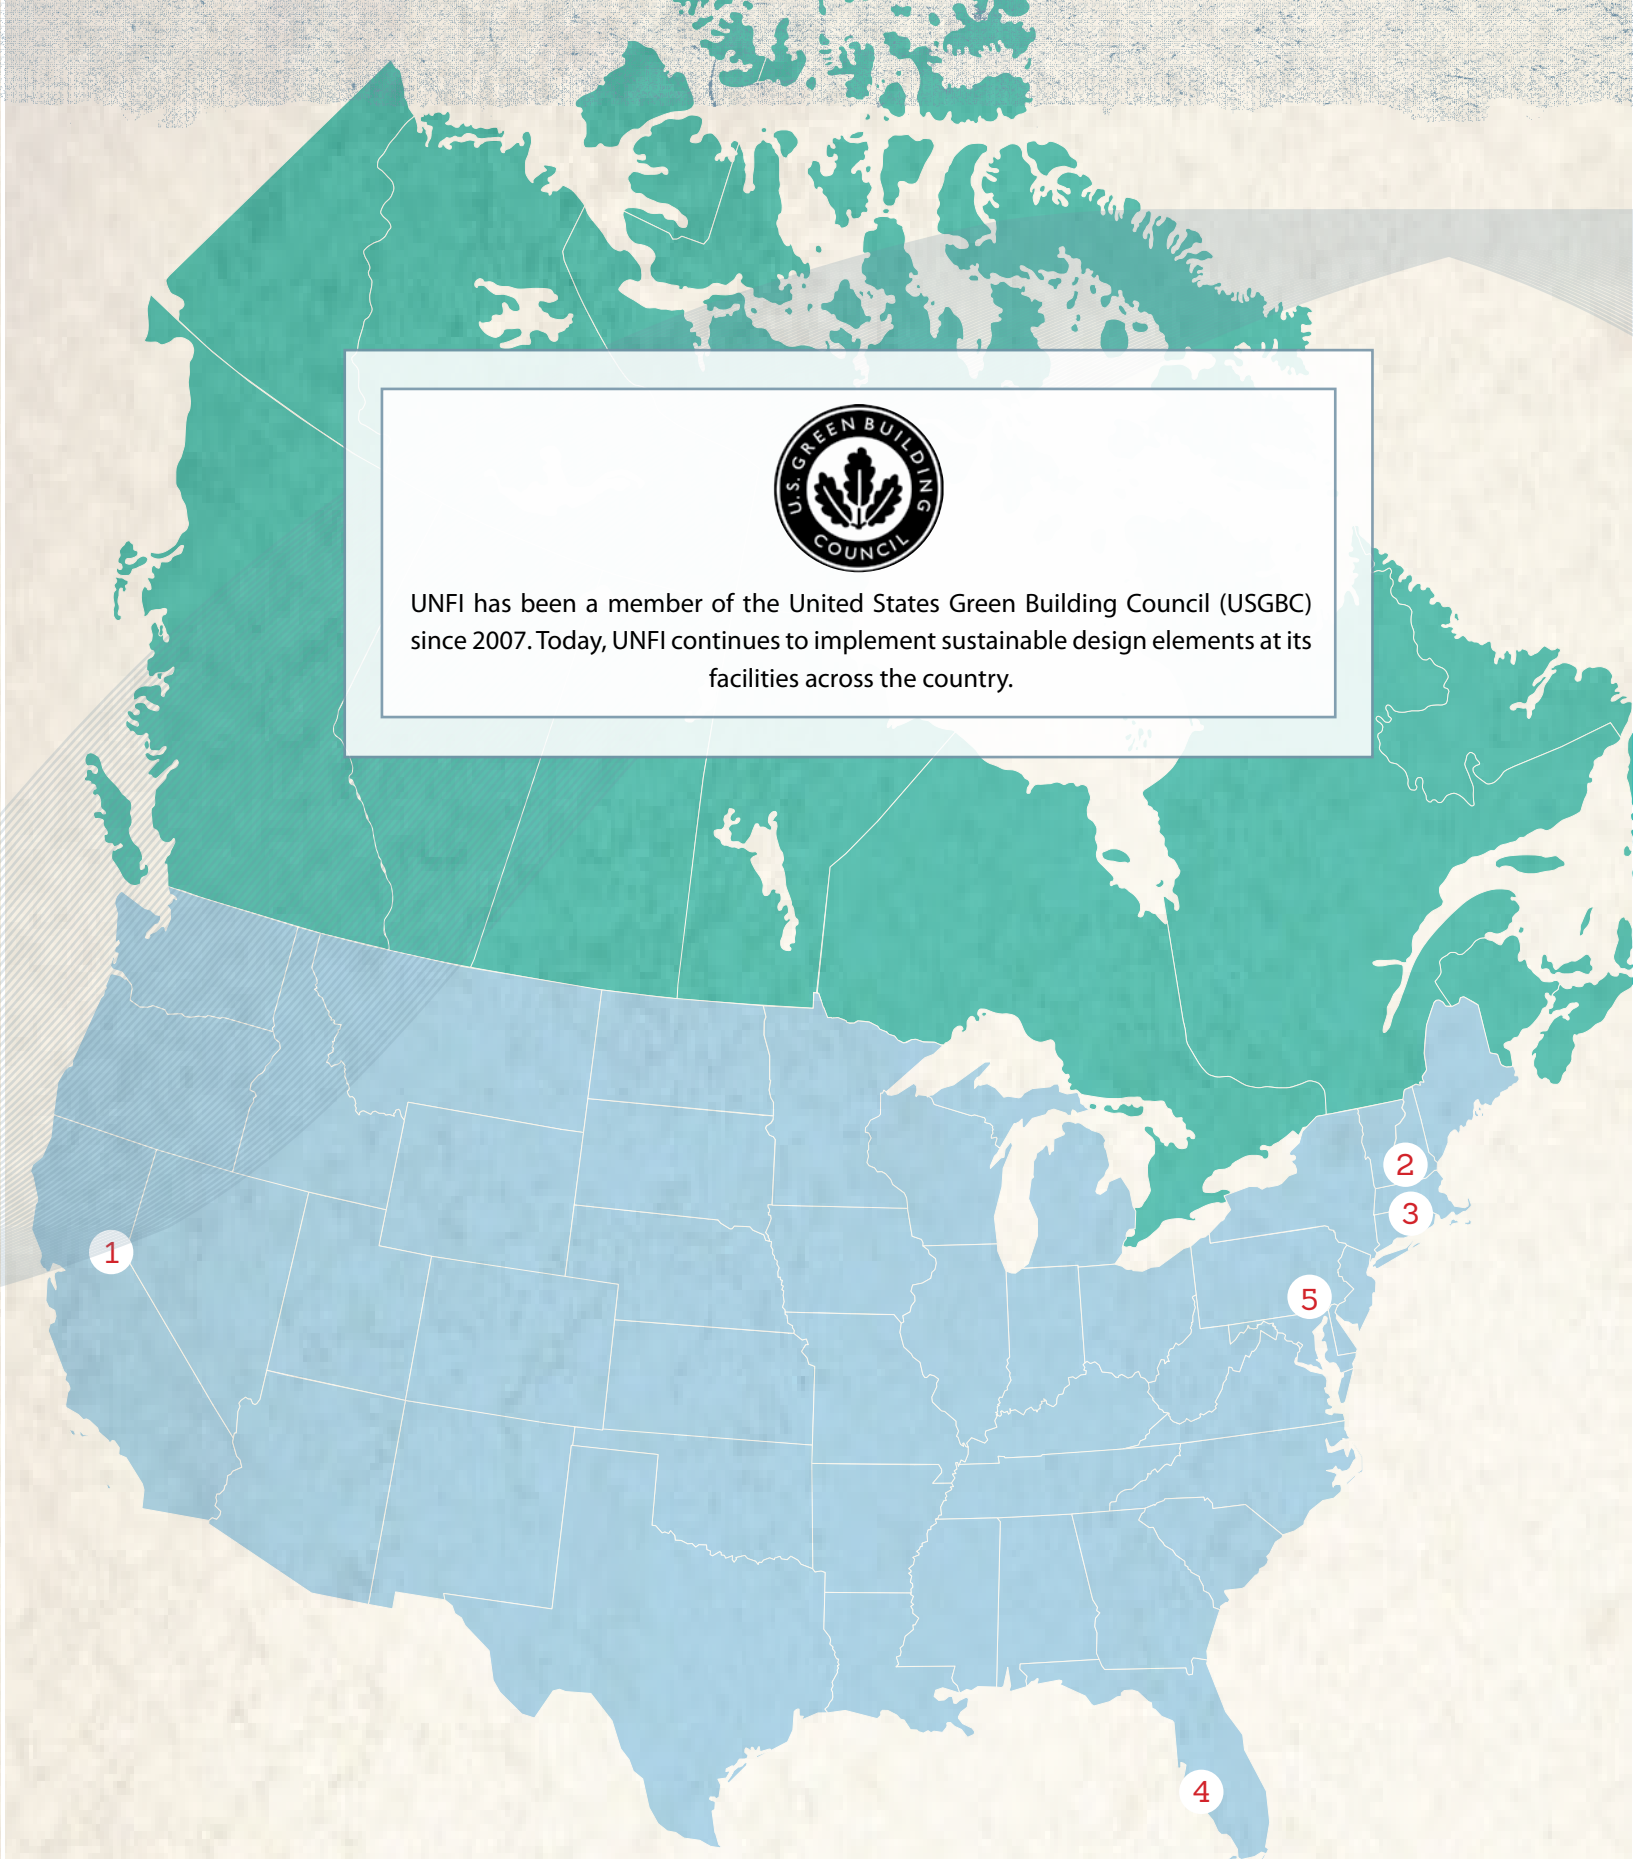 U.S. GREEN BUILDING
COUNCIL
UNFI has been a member of the United States Green Building Council (USGBC)
since 2007. Today, UNFI continues to implement sustainable design elements at its
facilities across the country.
2
3
1
5
4